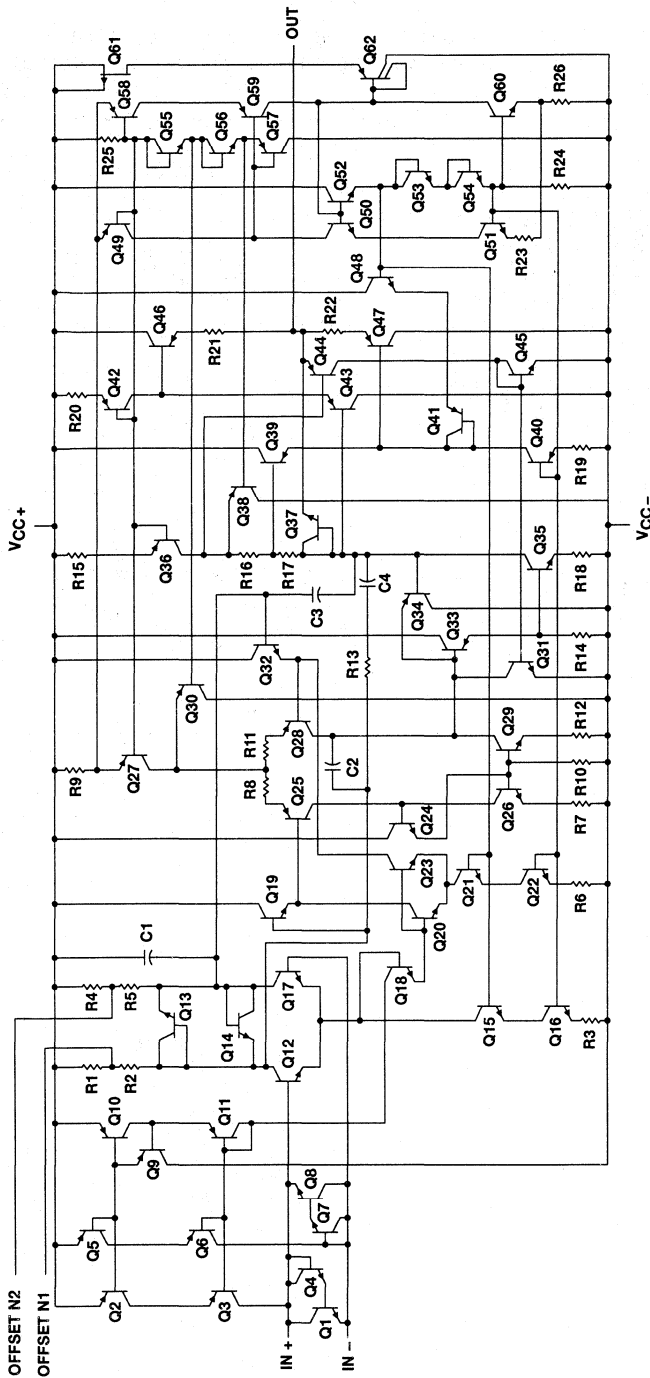 OFFSET N2
OFFSET N1
VCC+
R1
R4
C1
R9
R15
R20
R25
Q61
R2
R5
Q10
Q5
Q2
Q9
Q13
Q14
Q11
Q6
Q3
Q12
Q17
Q19
Q27
Q30
Q32
Q36
Q42
Q46
Q49
Q58
Q55
Q56
Q59
Q57
R8
R11
Q25
Q28
C2
R13
C3
C4
R16
R17
Q38
Q39
Q37
R21
R22
OUT
Q44
Q43
Q47
Q48
Q50
Q52
Q62
Q8
Q7
Q4
Q1
IN +
IN −
Q18
Q20
Q23
Q24
Q21
Q22
Q15
Q16
R3
R6
Q26
Q29
R7
R10
R12
Q34
Q33
Q31
R14
Q35
R18
Q41
Q40
R19
Q45
Q53
Q54
Q51
R23
R24
Q60
R26
VCC−